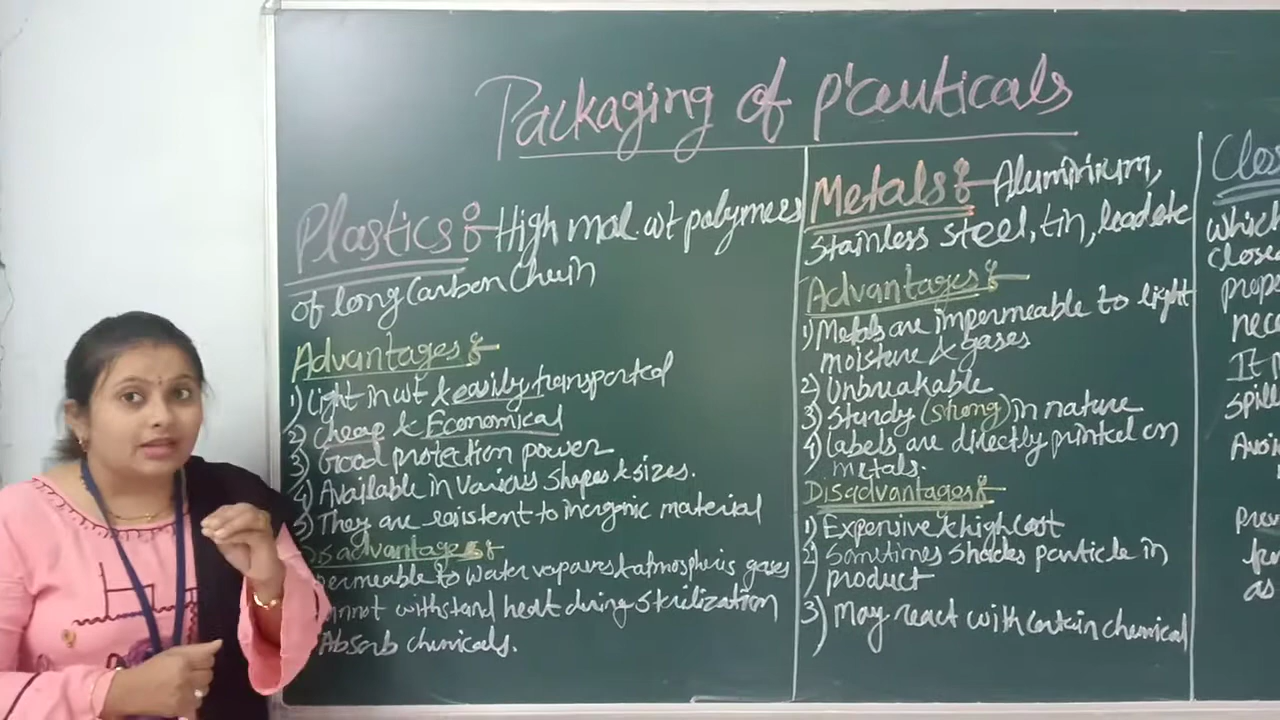 Packaging of P'ceuticals
Plastics :- High mol. wt polymers
of long Carbon Chain
Advantages :-
1) Light in wt & easily transported
2) Cheap & Economical
3) Good protection power
4) Available in various shapes & sizes.
5) They are resistent to inorganic material
Disadvantages :-
permeable to water vapours & atmospheris gases
nnot withstand heat during sterilization
Absorb chemicals.
Metals :- Aluminium,
Stainless steel, tin, lead etc
Advantages :-
1) Metals are impermeable to light
moisture & gases
2) Unbreakable
3) Sturdy (strong) in nature
4) Labels are directly printed on
metals.
Disadvantages :-
1) Expensive & high cost
2) Sometimes shacks particle in
product
3) May react with certain chemical
Clos
which
close
prope
nece
It p
spill
Avoi
prev
as